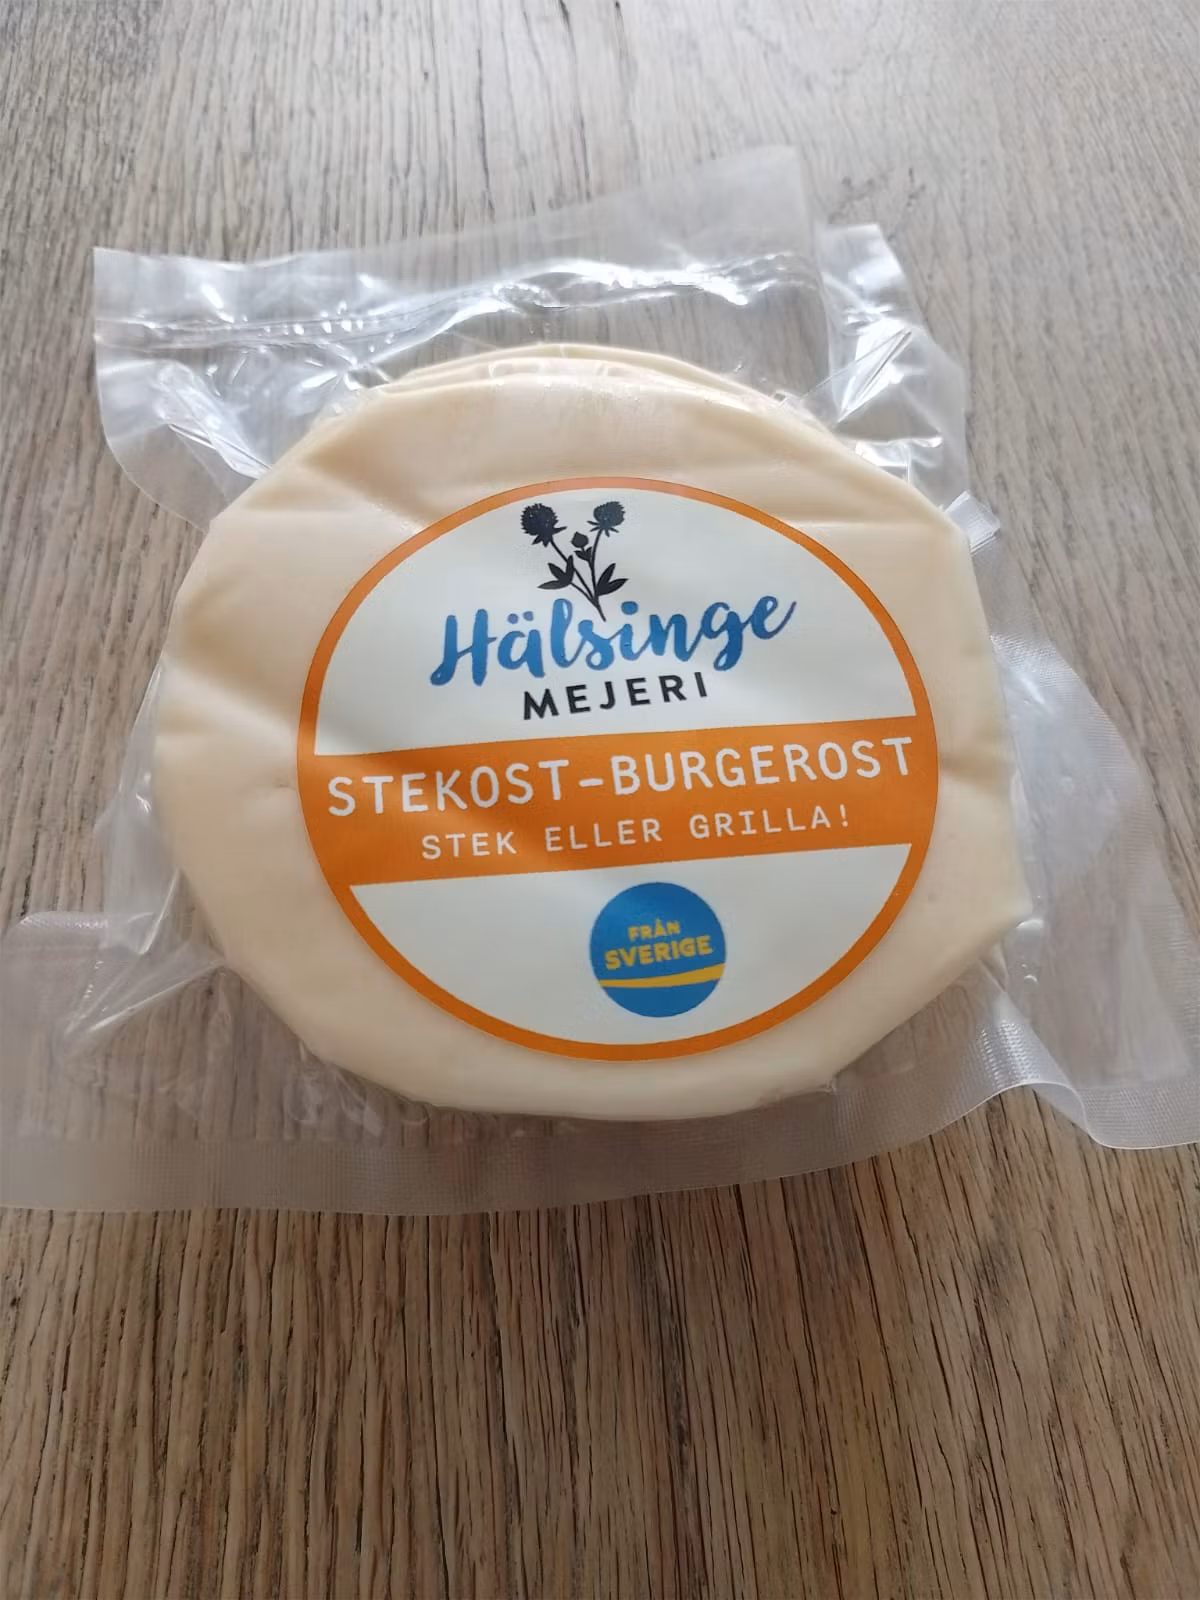 Hälsinge
MEJERI
STEKOST-BURGEROST
STEK ELLER GRILLA!
FRÅN
SVERIGE